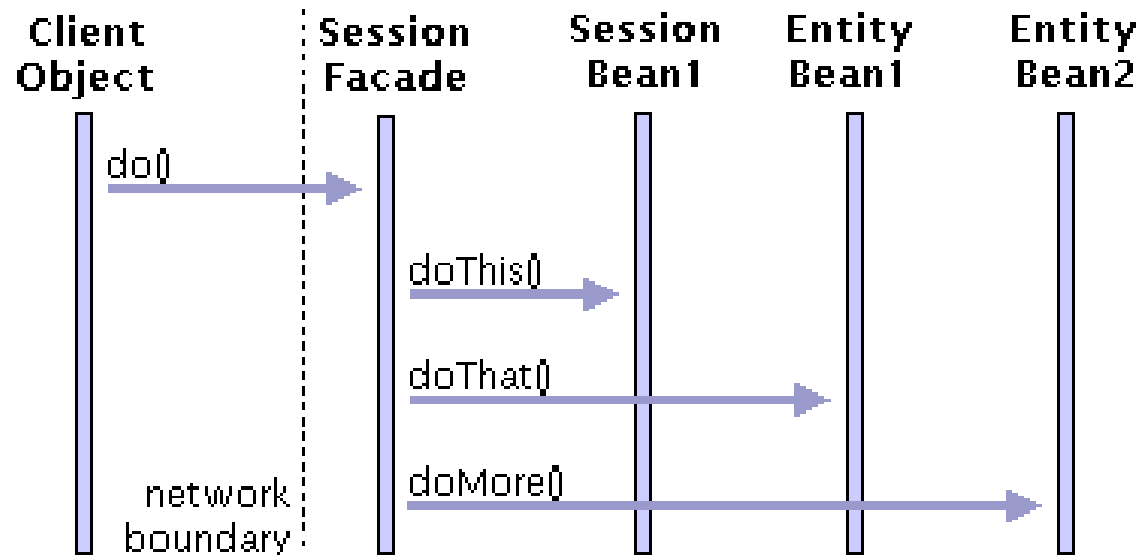 Client
Object
Session
Facade
Session
Bean1
Entity
Bean1
Entity
Bean2
do()
doThis()
doThat()
doMore()
network
boundary